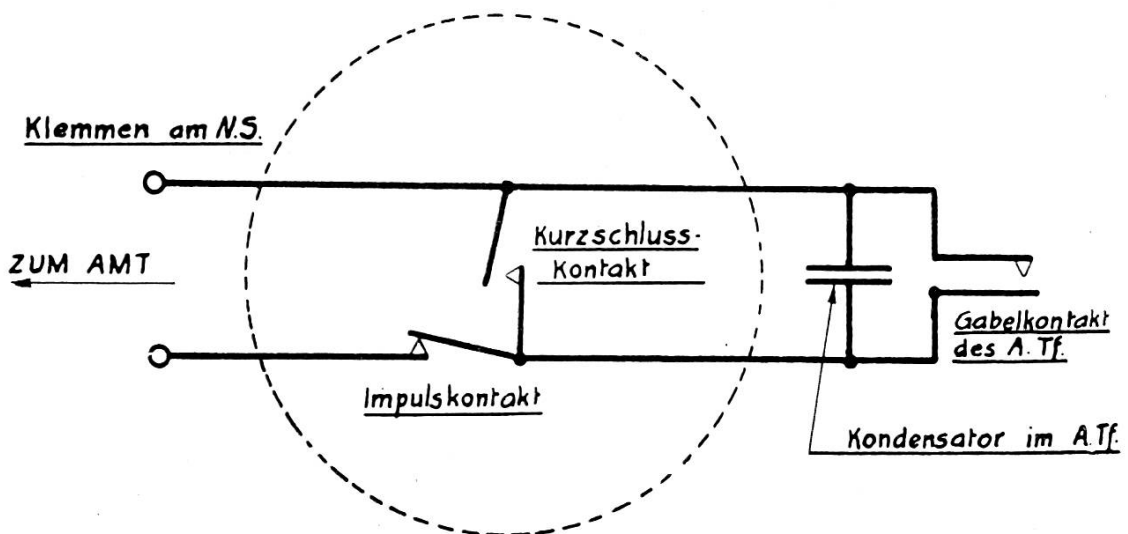 Klemmen am N.S.
ZUM AMT
Kurzschluss-
Kontakt
Impulskontakt
Gabelkontakt
des A.Tf.
Kondensator im A.Tf.